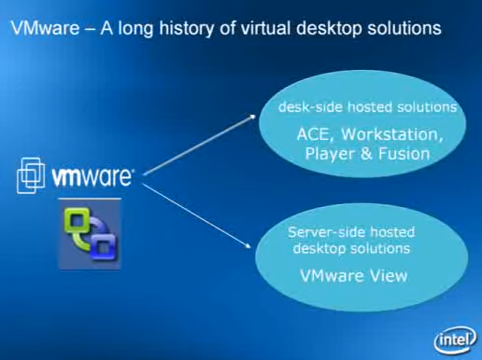 VMware – A long history of virtual desktop solutions
desk-side hosted solutions
ACE, Workstation,
Player & Fusion
vmware
Server-side hosted
desktop solutions
VMware View
intel